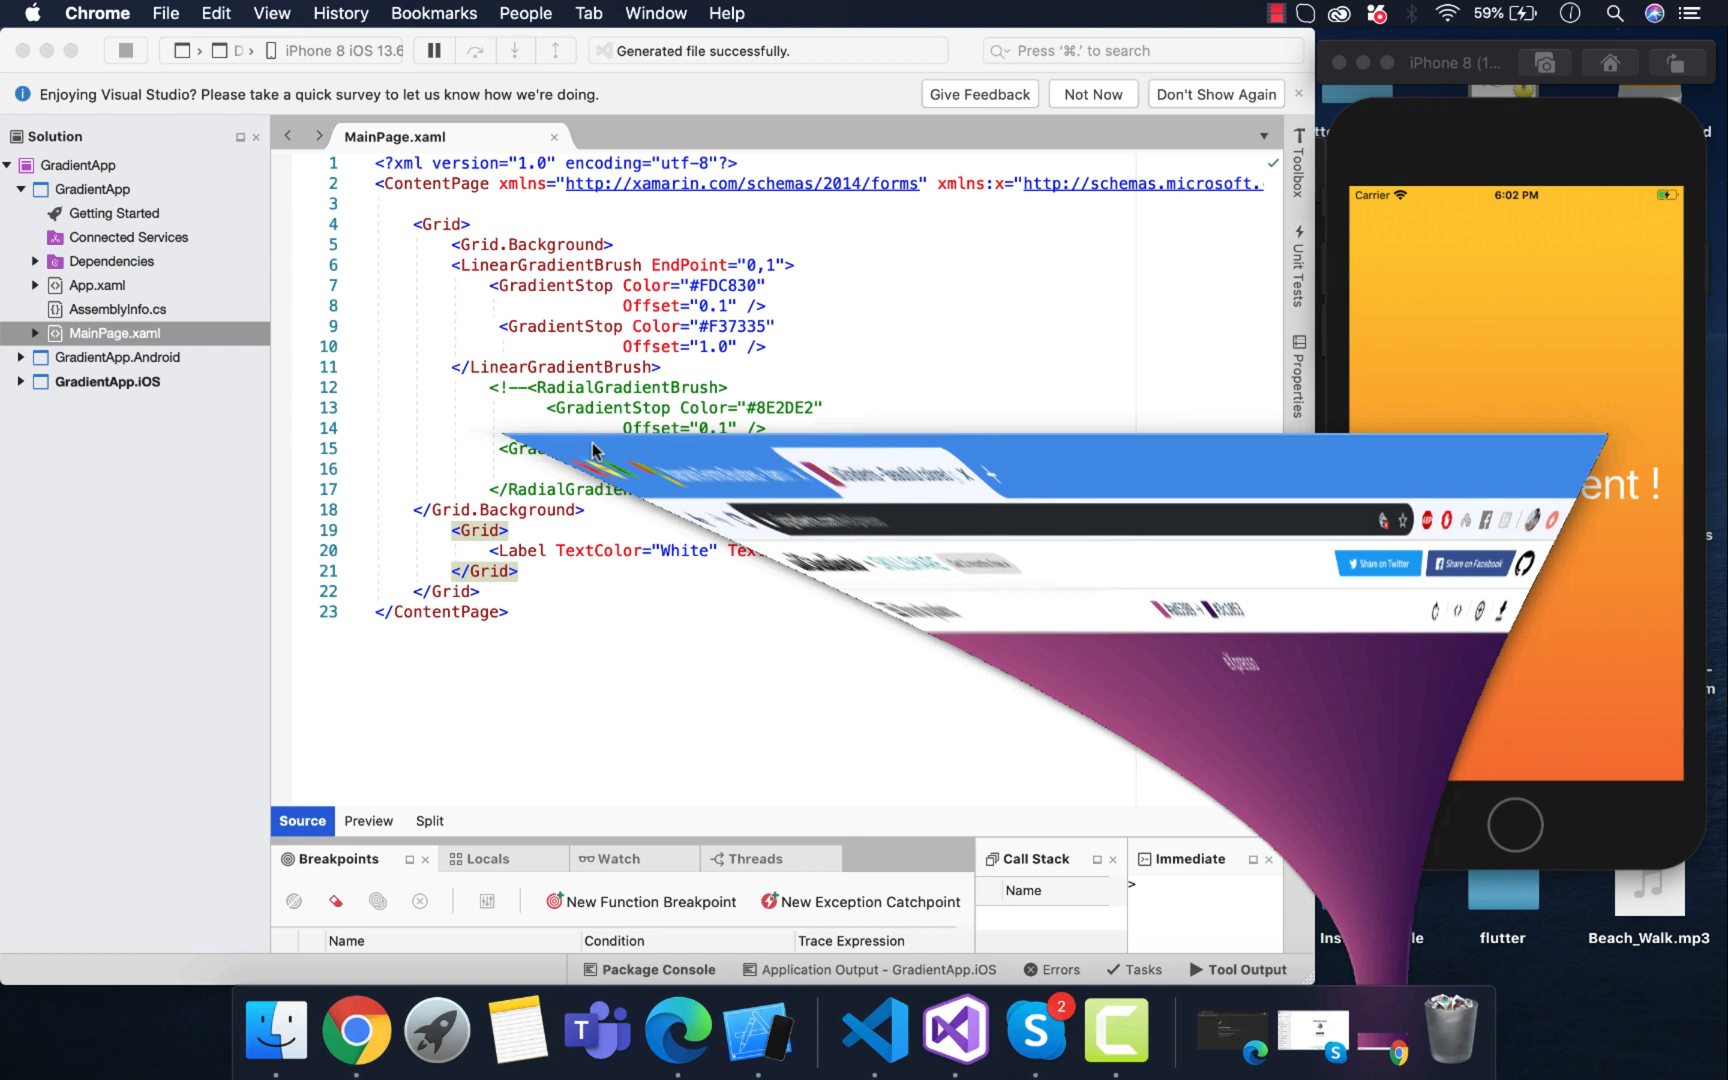 Chrome File Edit View History Bookmarks People Tab Window Help 59%
D iPhone 8 iOS 13.6 Generated file successfully. Press '⌘.' to search
iPhone 8 (1...
Enjoying Visual Studio? Please take a quick survey to let us know how we're doing. Give Feedback Not Now Don't Show Again
Solution
GradientApp
GradientApp
Getting Started
Connected Services
Dependencies
App.xaml
AssemblyInfo.cs
MainPage.xaml
GradientApp.Android
GradientApp.iOS
MainPage.xaml
1 <?xml version="1.0" encoding="utf-8"?>
2 <ContentPage xmlns="http://xamarin.com/schemas/2014/forms" xmlns:x="http://schemas.microsoft.
3
4 <Grid>
5 <Grid.Background>
6 <LinearGradientBrush EndPoint="0,1">
7 <GradientStop Color="#FDC830"
8 Offset="0.1" />
9 <GradientStop Color="#F37335"
10 Offset="1.0" />
11 </LinearGradientBrush>
12 <!--<RadialGradientBrush>
13 <GradientStop Color="#8E2DE2"
14 Offset="0.1" />
15 <Gra
16
17 </RadialGradien
18 </Grid.Background>
19 <Grid>
20 <Label TextColor="White" Tex
21 </Grid>
22 </Grid>
23 </ContentPage>
Toolbox
Unit Tests
Properties
Carrier 6:02 PM
ent !
Share on Twitter Share on Facebook
Source Preview Split
Breakpoints Locals Watch Threads
New Function Breakpoint New Exception Catchpoint
Name Condition Trace Expression
Call Stack
Name
Immediate
>
Package Console Application Output - GradientApp.iOS Errors Tasks Tool Output
Ins le flutter Beach_Walk.mp3
2